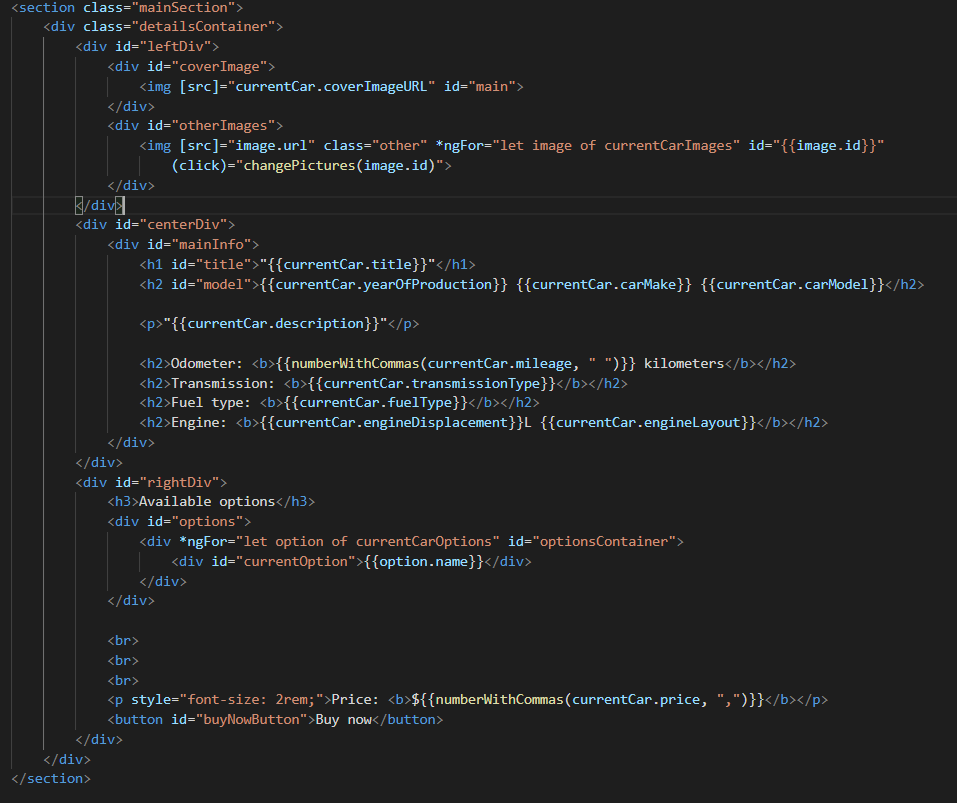 <section class="mainSection">
    <div class="detailsContainer">
        <div id="leftDiv">
            <div id="coverImage">
                <img [src]="currentCar.coverImageURL" id="main">
            </div>
            <div id="otherImages">
                <img [src]="image.url" class="other" *ngFor="let image of currentCarImages" id="{{image.id}}"
                    (click)="changePictures(image.id)">
            </div>
        </div>
        <div id="centerDiv">
            <div id="mainInfo">
                <h1 id="title">"{{currentCar.title}}"</h1>
                <h2 id="model">{{currentCar.yearOfProduction}} {{currentCar.carMake}} {{currentCar.carModel}}</h2>

                <p>"{{currentCar.description}}"</p>

                <h2>Odometer: <b>{{numberWithCommas(currentCar.mileage, " ")}} kilometers</b></h2>
                <h2>Transmission: <b>{{currentCar.transmissionType}}</b></h2>
                <h2>Fuel type: <b>{{currentCar.fuelType}}</b></h2>
                <h2>Engine: <b>{{currentCar.engineDisplacement}}L {{currentCar.engineLayout}}</b></h2>
            </div>
        </div>
        <div id="rightDiv">
            <h3>Available options</h3>
            <div id="options">
                <div *ngFor="let option of currentCarOptions" id="optionsContainer">
                    <div id="currentOption">{{option.name}}</div>
                </div>
            </div>

            <br>
            <br>
            <br>
            <p style="font-size: 2rem;">Price: <b>${{numberWithCommas(currentCar.price, ",")}}</b></p>
            <button id="buyNowButton">Buy now</button>
        </div>
    </div>
</section>